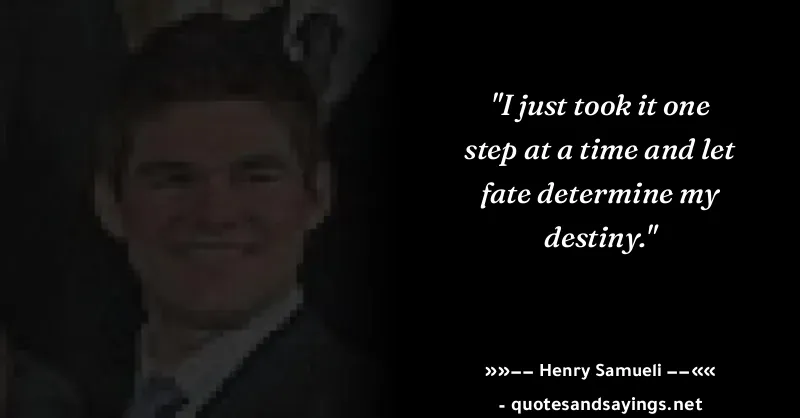 "I just took it one
step at a time and let
fate determine my
destiny."
»»−− Henry Samueli −−««
- quotesandsayings.net